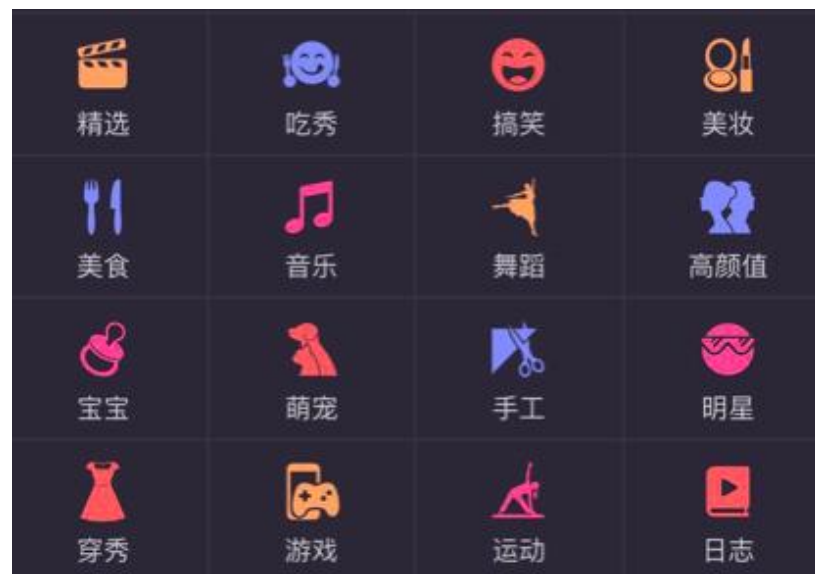 精选
吃秀
搞笑
美妆
美食
音乐
舞蹈
高颜值
宝宝
萌宠
手工
明星
穿秀
游戏
运动
日志